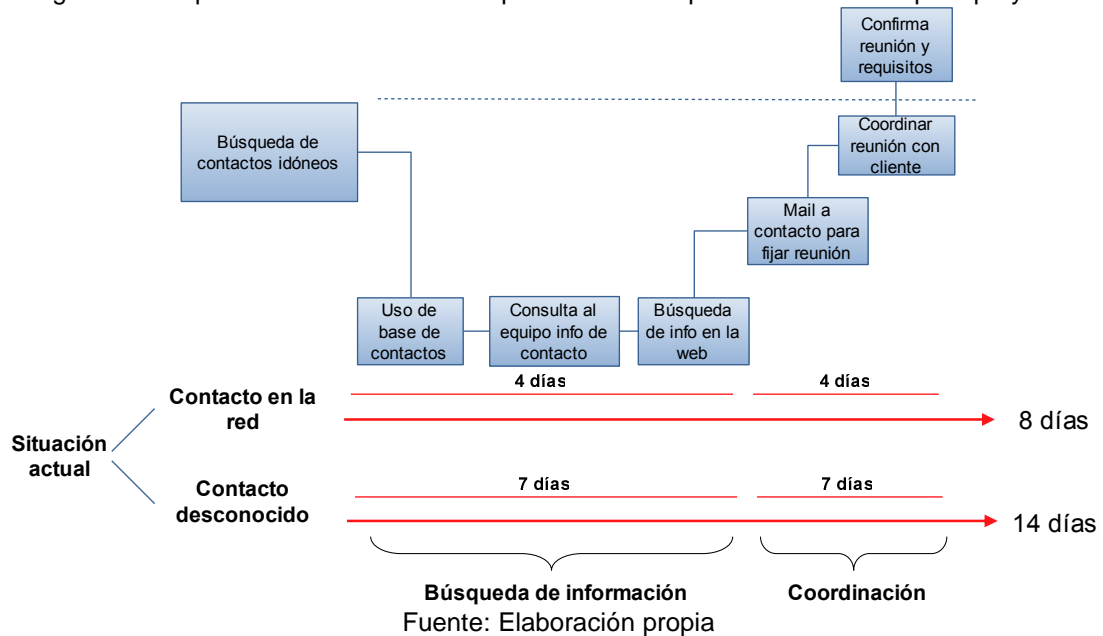 Confirma
reunión y
requisitos
Búsqueda de
contactos idóneos
Coordinar
reunión con
cliente
Mail a
contacto para
fijar reunión
Uso de
base de
contactos
Consulta al
equipo info de
contacto
Búsqueda
de info en la
web
4 días
4 días
Contacto en la
red
8 días
Situación
actual
7 días
7 días
Contacto
desconocido
14 días
Búsqueda de información
Coordinación
Fuente: Elaboración propia